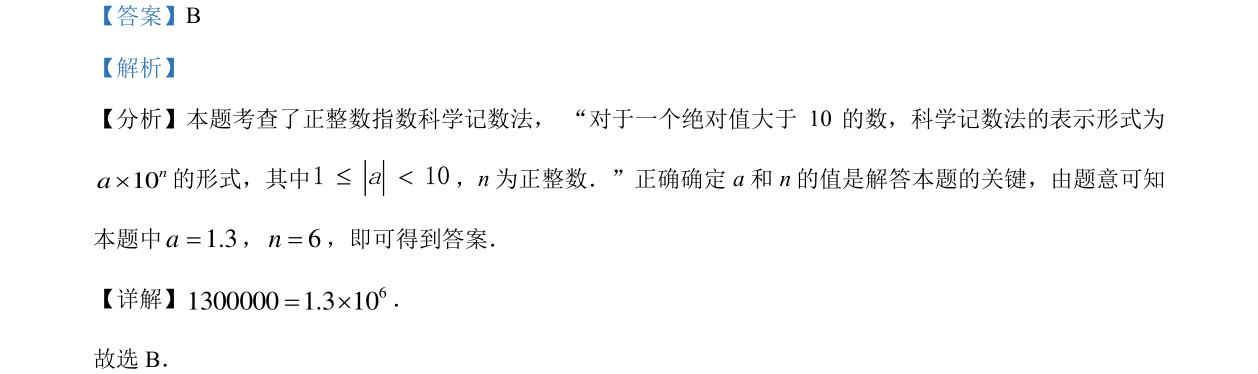 【答案】B
【解析】
【分析】本题考查了正整数指数科学记数法，“对于一个绝对值大于 10 的数，科学记数法的表示形式为
a×10ⁿ的形式，其中1 ≤ |a| < 10，n 为正整数．”正确确定 a 和 n 的值是解答本题的关键，由题意可知
本题中a=1.3，n=6，即可得到答案．
【详解】1300000=1.3×10⁶．
故选 B．